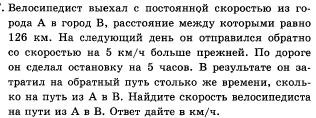 . Велосипедист выехал с постоянной скоростью из го-
рода А в город В, расстояние между которыми равно
126 км. На следующий день он отправился обратно
со скоростью на 5 км/ч больше прежней. По дороге
он сделал остановку на 5 часов. В результате он за-
тратил на обратный путь столько же времени, сколь-
ко на путь из А в В. Найдите скорость велосипедиста
на пути из А в В. Ответ дайте в км/ч.